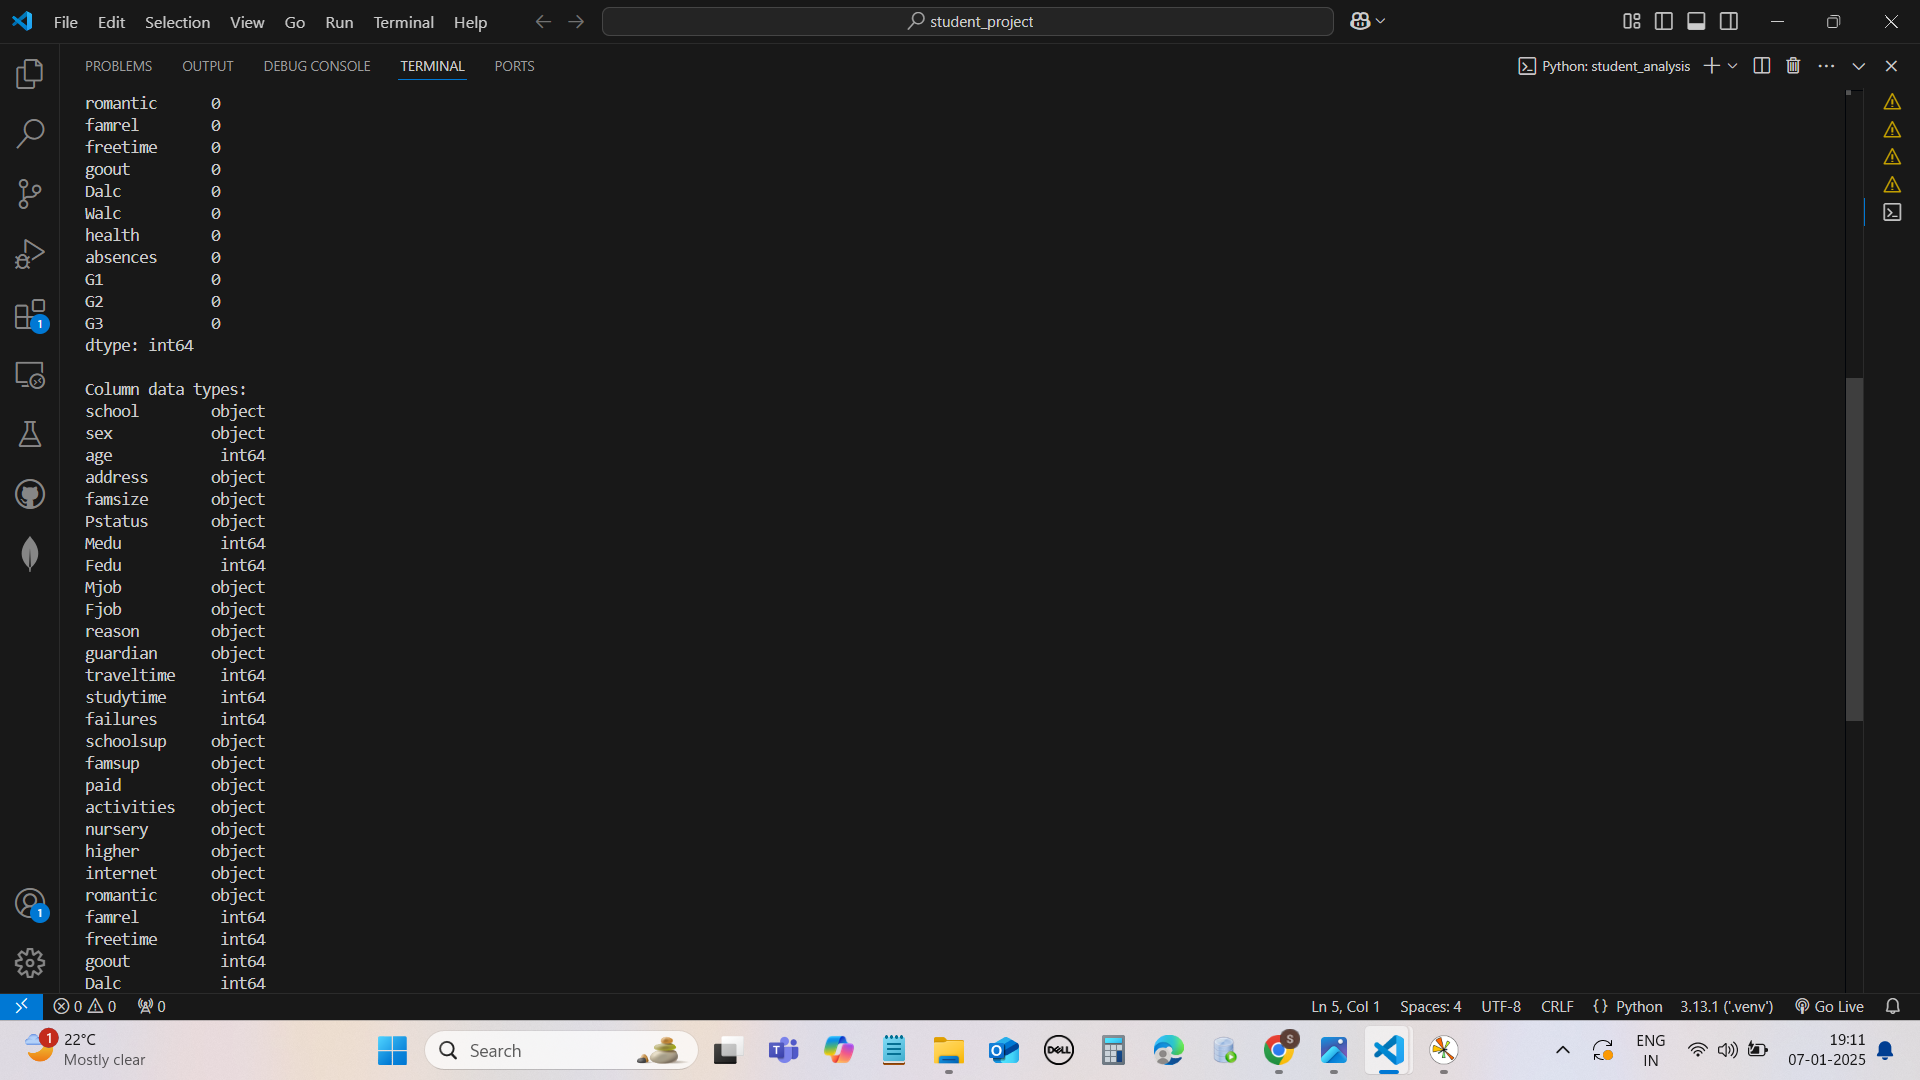 File Edit Selection View Go Run Terminal Help
student_project
PROBLEMS OUTPUT DEBUG CONSOLE TERMINAL PORTS
Python: student_analysis
romantic 0
famrel 0
freetime 0
goout 0
Dalc 0
Walc 0
health 0
absences 0
G1 0
G2 0
G3 0
dtype: int64
Column data types:
school object
sex object
age int64
address object
famsize object
Pstatus object
Medu int64
Fedu int64
Mjob object
Fjob object
reason object
guardian object
traveltime int64
studytime int64
failures int64
schoolsup object
famsup object
paid object
activities object
nursery object
higher object
internet object
romantic object
famrel int64
freetime int64
goout int64
Dalc int64
1
1
0 0 0
Ln 5, Col 1 Spaces: 4 UTF-8 CRLF {} Python 3.13.1 ('.venv') Go Live
1
22°C
Mostly clear
Search
DELL
S
ENG
IN
19:11
07-01-2025